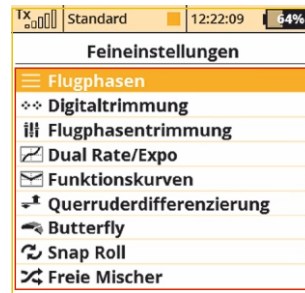 Tx Standard 12:22:09 64%
Feineinstellungen
Flugphasen
Digitaltrimmung
Flugphasentrimmung
Dual Rate/Expo
Funktionskurven
Querruderdifferenzierung
Butterfly
Snap Roll
Freie Mischer